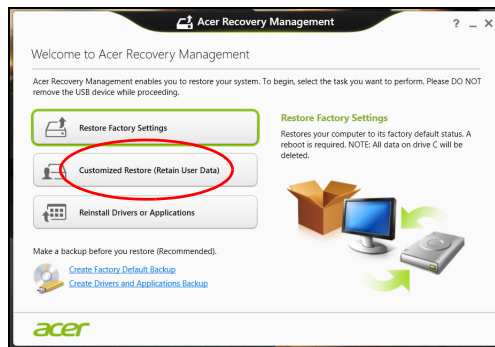 Acer Recovery Management
Welcome to Acer Recovery Management
Acer Recovery Management enables you to restore your system. To begin, select the task you want to perform. Please DO NOT
remove the USB device while proceeding.
Restore Factory Settings
Customized Restore (Retain User Data)
Reinstall Drivers or Applications
Restore Factory Settings
Restores your computer to its factory default status. A
reboot is required. NOTE: All data on drive C will be
deleted.
Make a backup before you restore (Recommended).
Create Factory Default Backup
Create Drivers and Applications Backup
acer